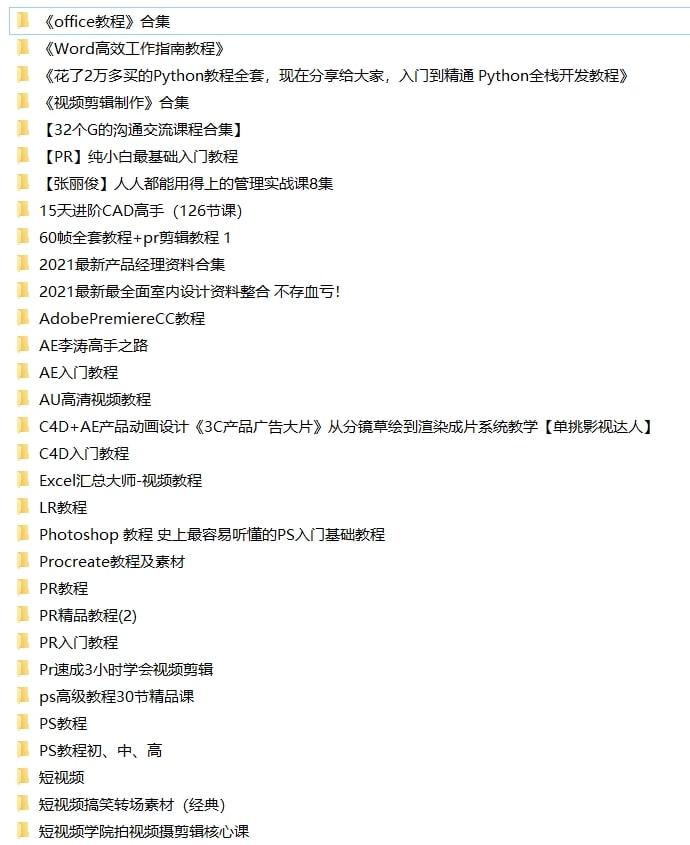 《office教程》合集
《Word高效工作指南教程》
《花了2万多买的Python教程全套，现在分享给大家，入门到精通 Python全栈开发教程》
《视频剪辑制作》合集
【32个G的沟通交流课程合集】
【PR】纯小白最基础入门教程
【张丽俊】人人都能用得上的管理实战课8集
15天进阶CAD高手（126节课）
60帧全套教程+pr剪辑教程 1
2021最新产品经理资料合集
2021最新最全面室内设计资料整合 不存血亏！
AdobePremiereCC教程
AE李涛高手之路
AE入门教程
AU高清视频教程
C4D+AE产品动画设计《3C产品广告大片》从分镜草绘到渲染成片系统教学【单挑影视达人】
C4D入门教程
Excel汇总大师-视频教程
LR教程
Photoshop 教程 史上最容易听懂的PS入门基础教程
Procreate教程及素材
PR教程
PR精品教程(2)
PR入门教程
Pr速成3小时学会视频剪辑
ps高级教程30节精品课
PS教程
PS教程初、中、高
短视频
短视频搞笑转场素材（经典）
短视频学院拍视频摄剪辑核心课